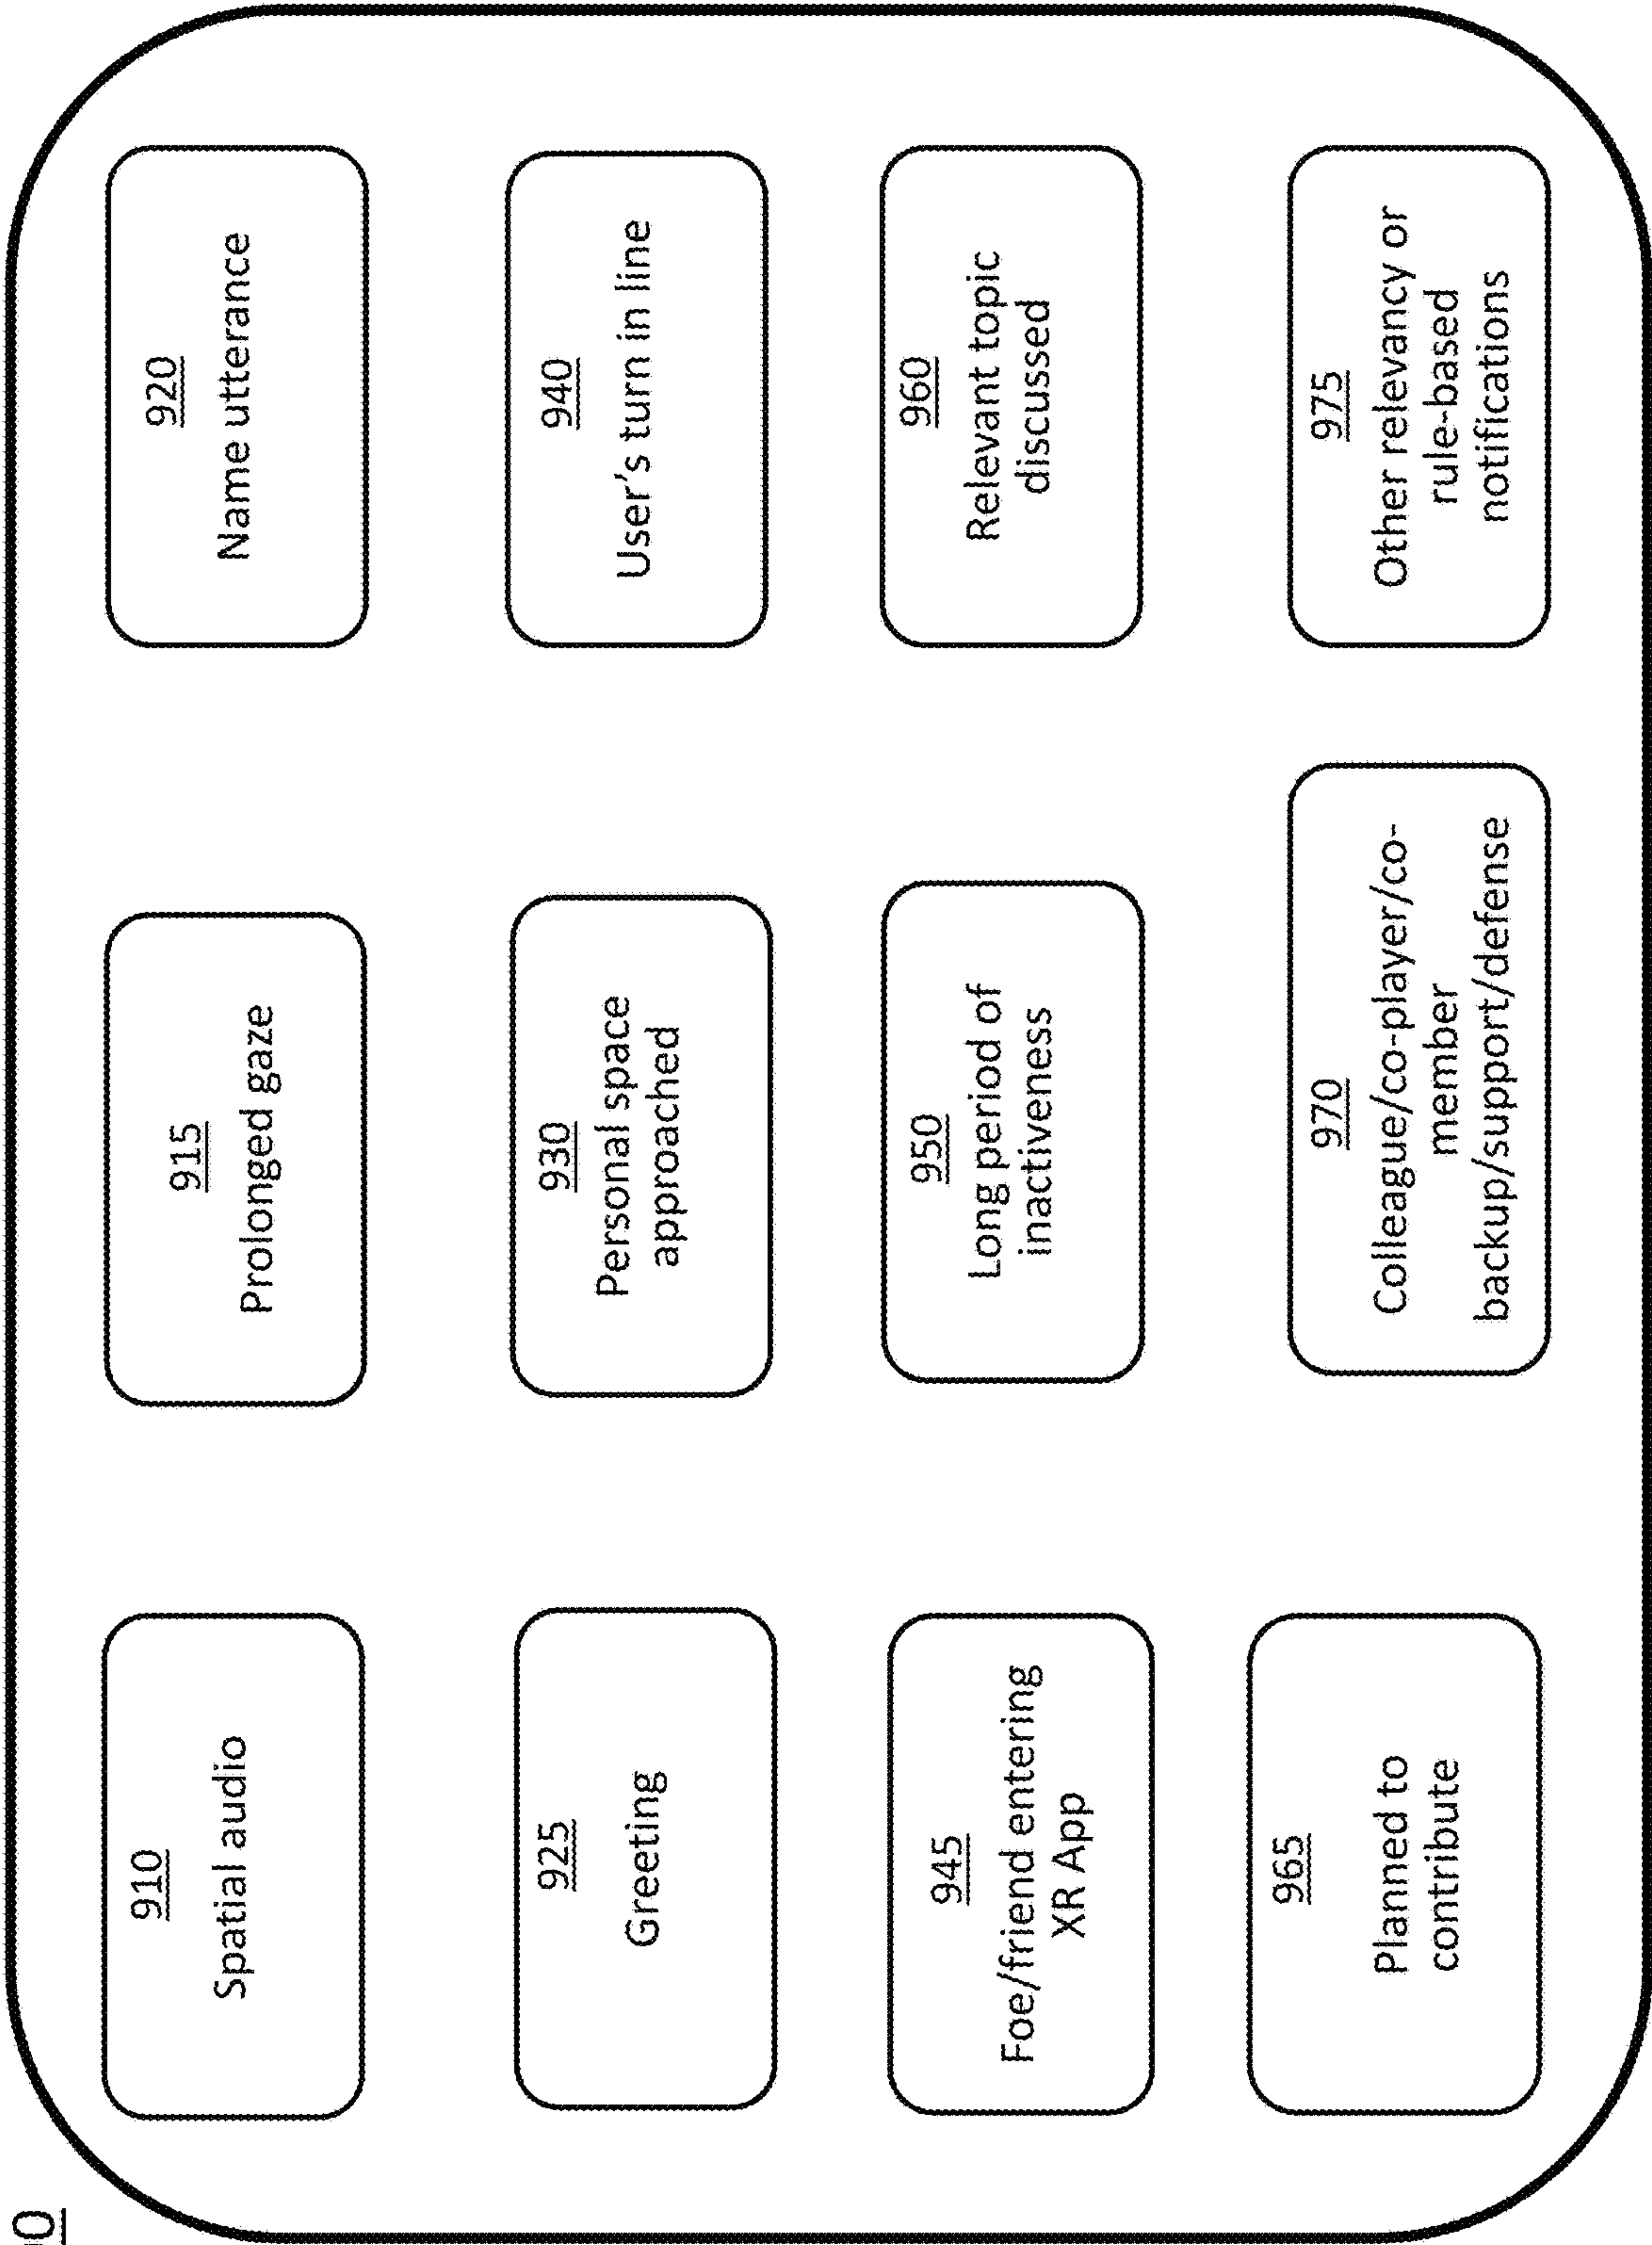 910
Spatial audio
915
Prolonged gaze
920
Name utterance
925
Greeting
930
Personal space
approached
940
User's turn in line
945
Foe/friend entering
XR App
950
Long period of
inactiveness
960
Relevant topic
discussed
965
Planned to
contribute
970
Colleague/co-player/co-
member
backup/support/defense
975
Other relevancy or
rule-based
notifications